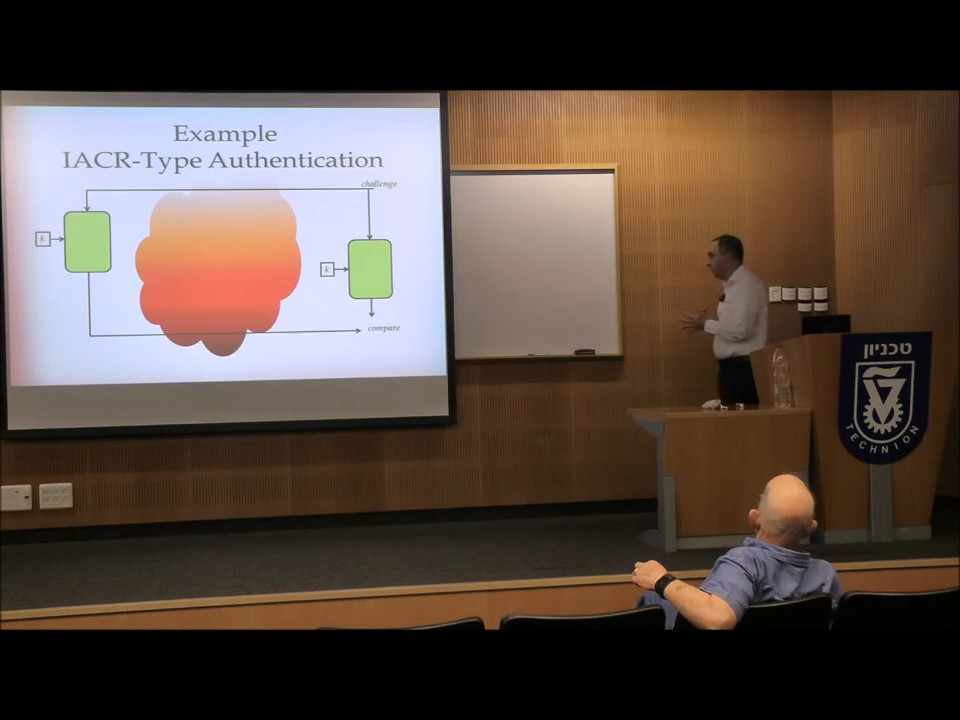 Example
IACR-Type Authentication
challenge
k
k
compare
טכניון
TECHNION